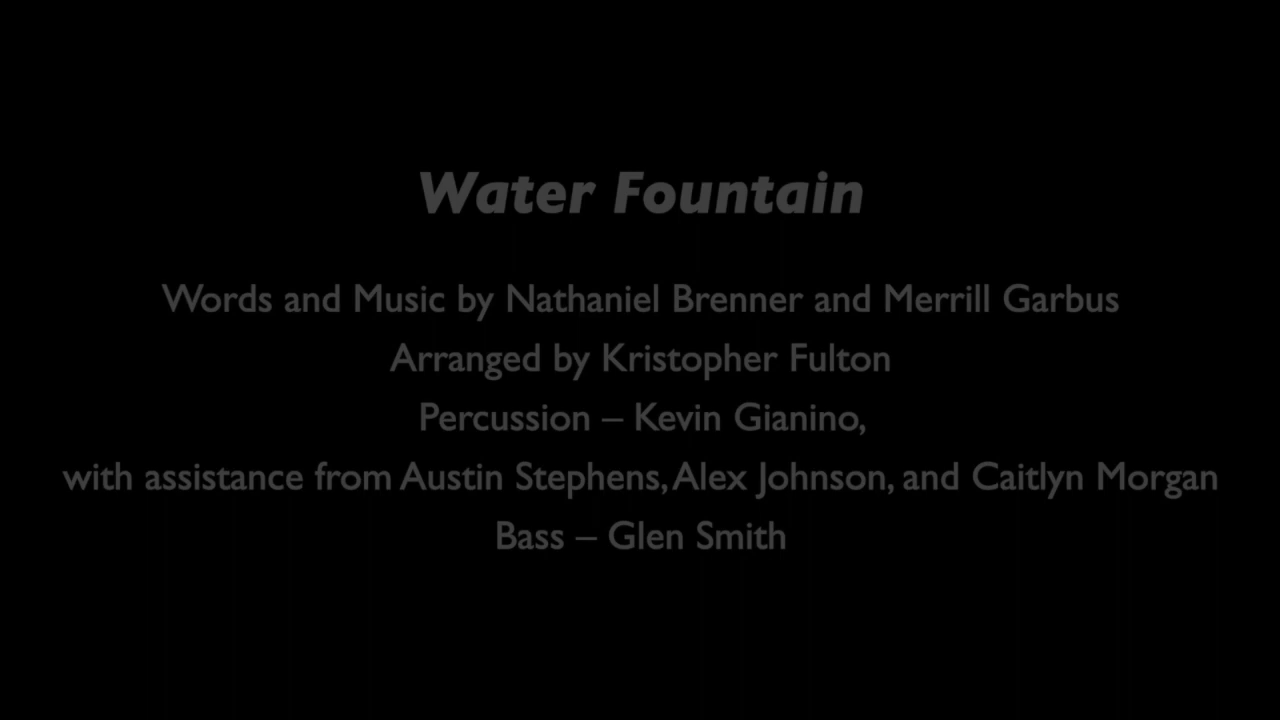 Water Fountain
Words and Music by Nathaniel Brenner and Merrill Garbus
Arranged by Kristopher Fulton
Percussion – Kevin Gianino,
with assistance from Austin Stephens, Alex Johnson, and Caitlyn Morgan
Bass – Glen Smith